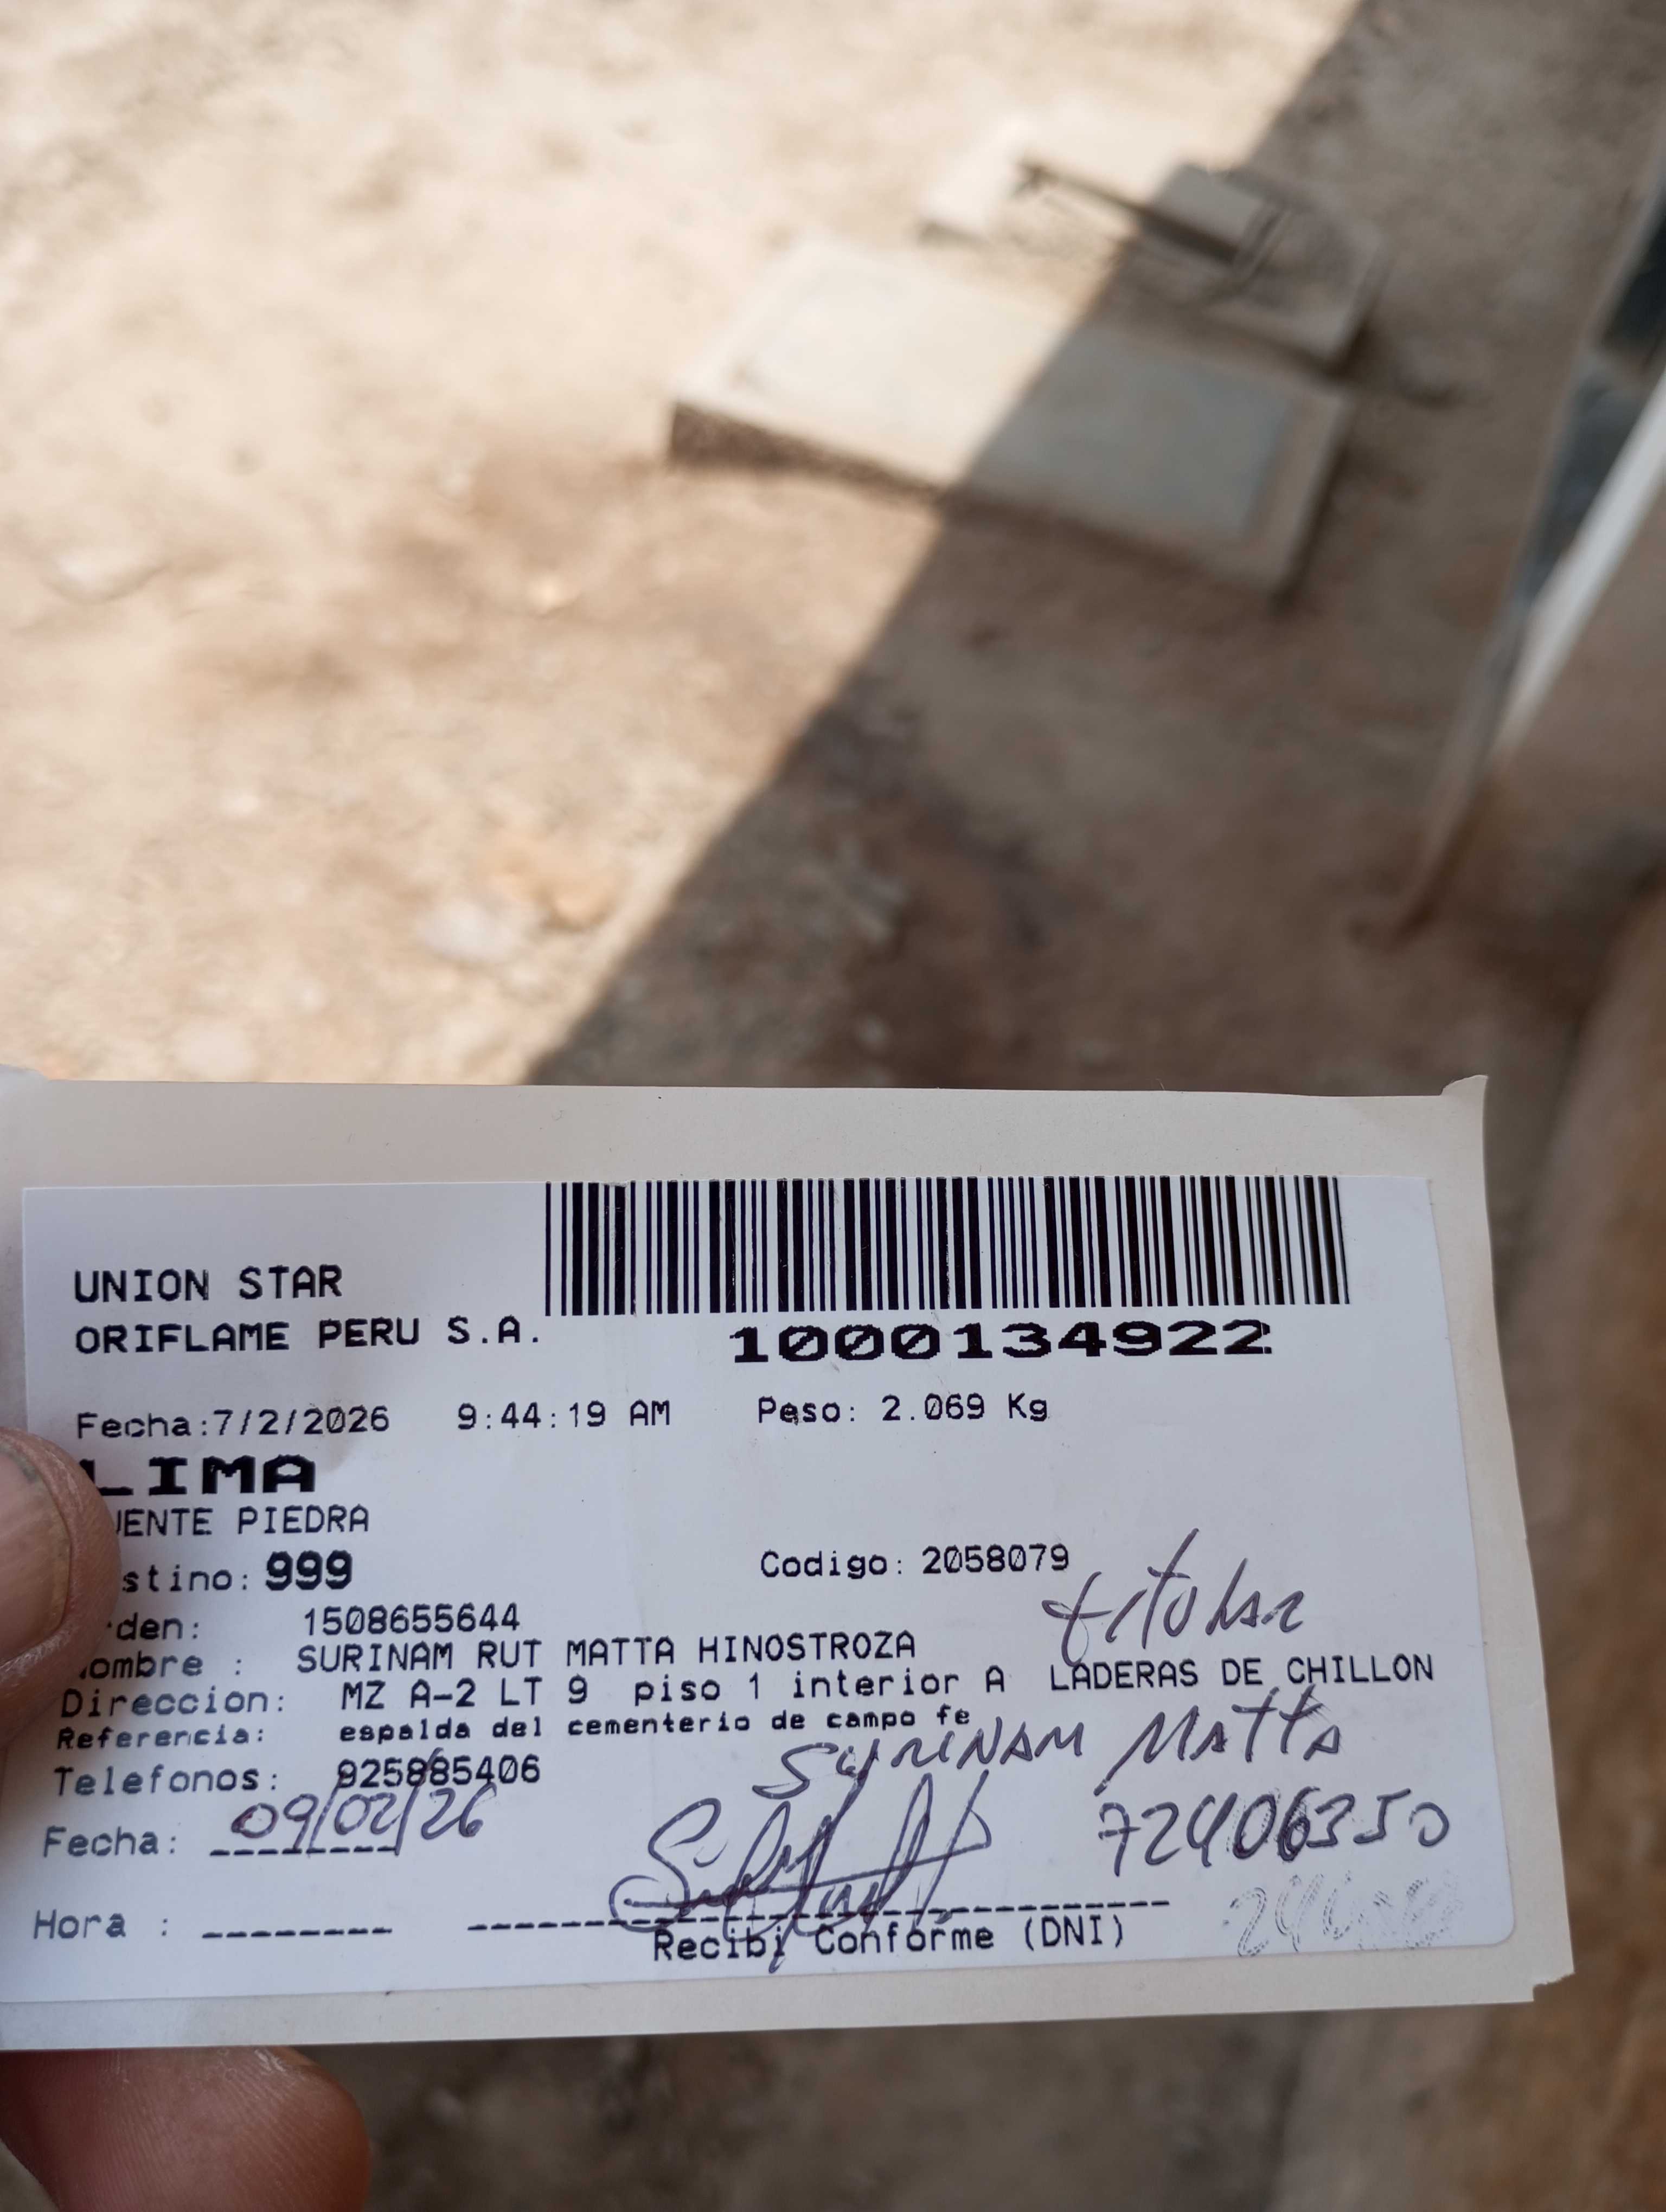 UNION STAR
ORIFLAME PERU S.A.
1000134922
Fecha:7/2/2026 9:44:19 AM Peso: 2.069 Kg
LIMA
UENTE PIEDRA
stino: 999 Codigo: 2058079
titular
den: 1508655644
ombre : SURINAM RUT MATTA HINOSTROZA
Direccion: MZ A-2 LT 9 piso 1 interior A LADERAS DE CHILLON
Referencia: espalda del cementerio de campo fe
SURINAM MATTA
Telefonos: 925885406
72406350
Fecha: 09/02/26
Hora :
Recibi Conforme (DNI)